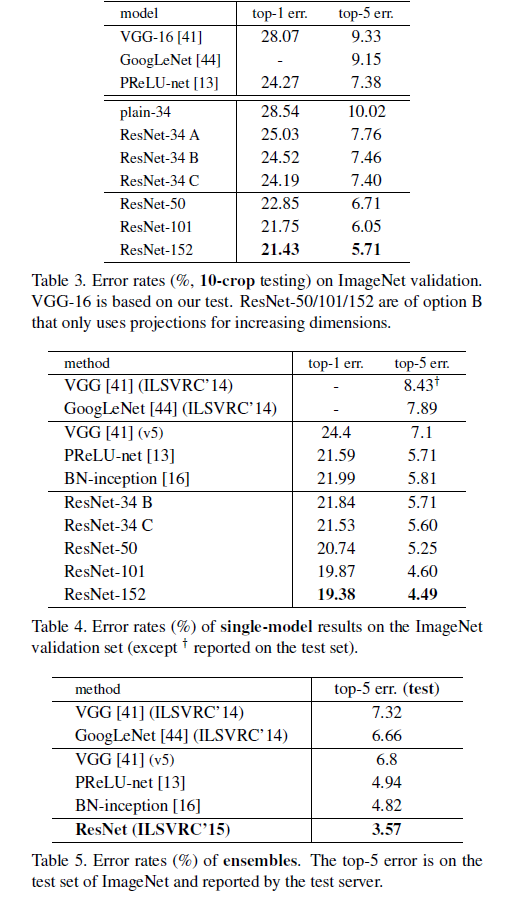 model top-1 err. top-5 err.
VGG-16 [41] 28.07 9.33
GoogLeNet [44] - 9.15
PReLU-net [13] 24.27 7.38
plain-34 28.54 10.02
ResNet-34 A 25.03 7.76
ResNet-34 B 24.52 7.46
ResNet-34 C 24.19 7.40
ResNet-50 22.85 6.71
ResNet-101 21.75 6.05
ResNet-152 21.43 5.71
Table 3. Error rates (%, 10-crop testing) on ImageNet validation.
VGG-16 is based on our test. ResNet-50/101/152 are of option B
that only uses projections for increasing dimensions.
method top-1 err. top-5 err.
VGG [41] (ILSVRC'14) - 8.43†
GoogLeNet [44] (ILSVRC'14) - 7.89
VGG [41] (v5) 24.4 7.1
PReLU-net [13] 21.59 5.71
BN-inception [16] 21.99 5.81
ResNet-34 B 21.84 5.71
ResNet-34 C 21.53 5.60
ResNet-50 20.74 5.25
ResNet-101 19.87 4.60
ResNet-152 19.38 4.49
Table 4. Error rates (%) of single-model results on the ImageNet
validation set (except † reported on the test set).
method top-5 err. (test)
VGG [41] (ILSVRC'14) 7.32
GoogLeNet [44] (ILSVRC'14) 6.66
VGG [41] (v5) 6.8
PReLU-net [13] 4.94
BN-inception [16] 4.82
ResNet (ILSVRC'15) 3.57
Table 5. Error rates (%) of ensembles. The top-5 error is on the
test set of ImageNet and reported by the test server.